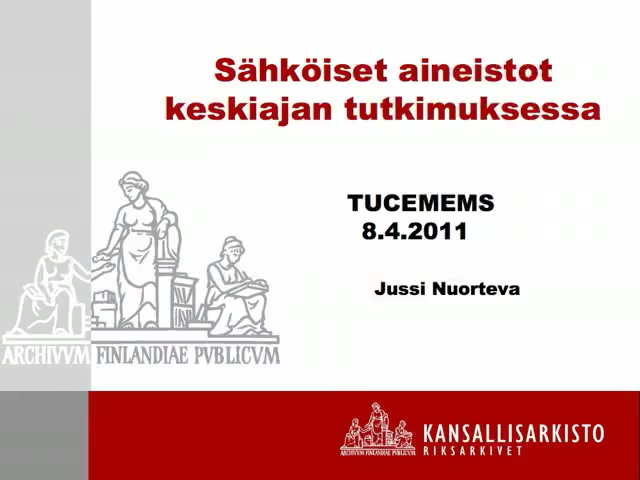 Sähköiset aineistot
keskiajan tutkimuksessa
TUCEMEMS
8.4.2011
Jussi Nuorteva
ARCHIVVM FINLANDIAE PVBLICVM
ARCHIVVM FINLANDIAE PVBLICVM
KANSALLISARKISTO
RIKSARKIVET